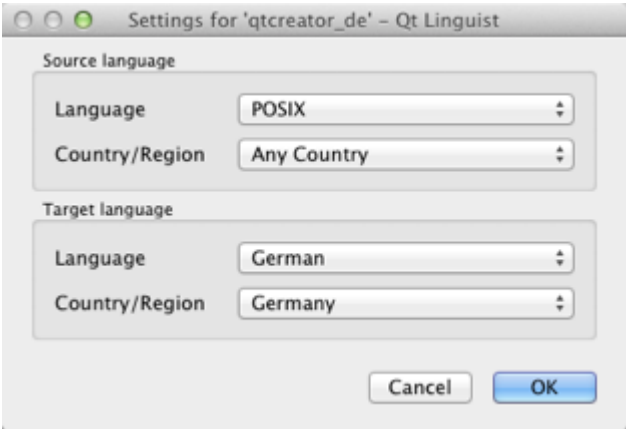 Settings for 'qtcreator_de' – Qt Linguist
Source language
Language POSIX
Country/Region Any Country
Target language
Language German
Country/Region Germany
Cancel OK